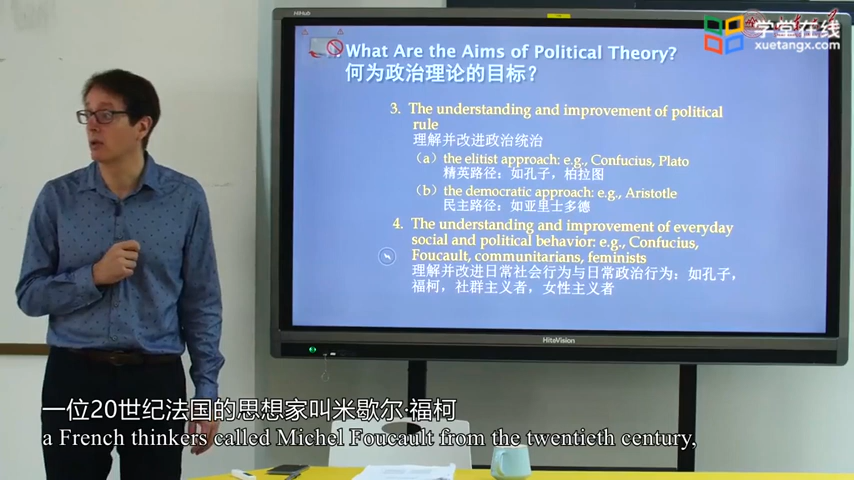 HiHub
学堂在线
xuetangx.com
What Are the Aims of Political Theory?
何为政治理论的目标？
3. The understanding and improvement of political
rule
理解并改进政治统治
（a）the elitist approach: e.g., Confucius, Plato
精英路径：如孔子，柏拉图
（b）the democratic approach: e.g., Aristotle
民主路径：如亚里士多德
4. The understanding and improvement of everyday
social and political behavior: e.g., Confucius,
Foucault, communitarians, feminists
理解并改进日常社会行为与日常政治行为：如孔子，
福柯，社群主义者，女性主义者
HiteVision
一位20世纪法国的思想家叫米歇尔·福柯
a French thinkers called Michel Foucault from the twentieth century,